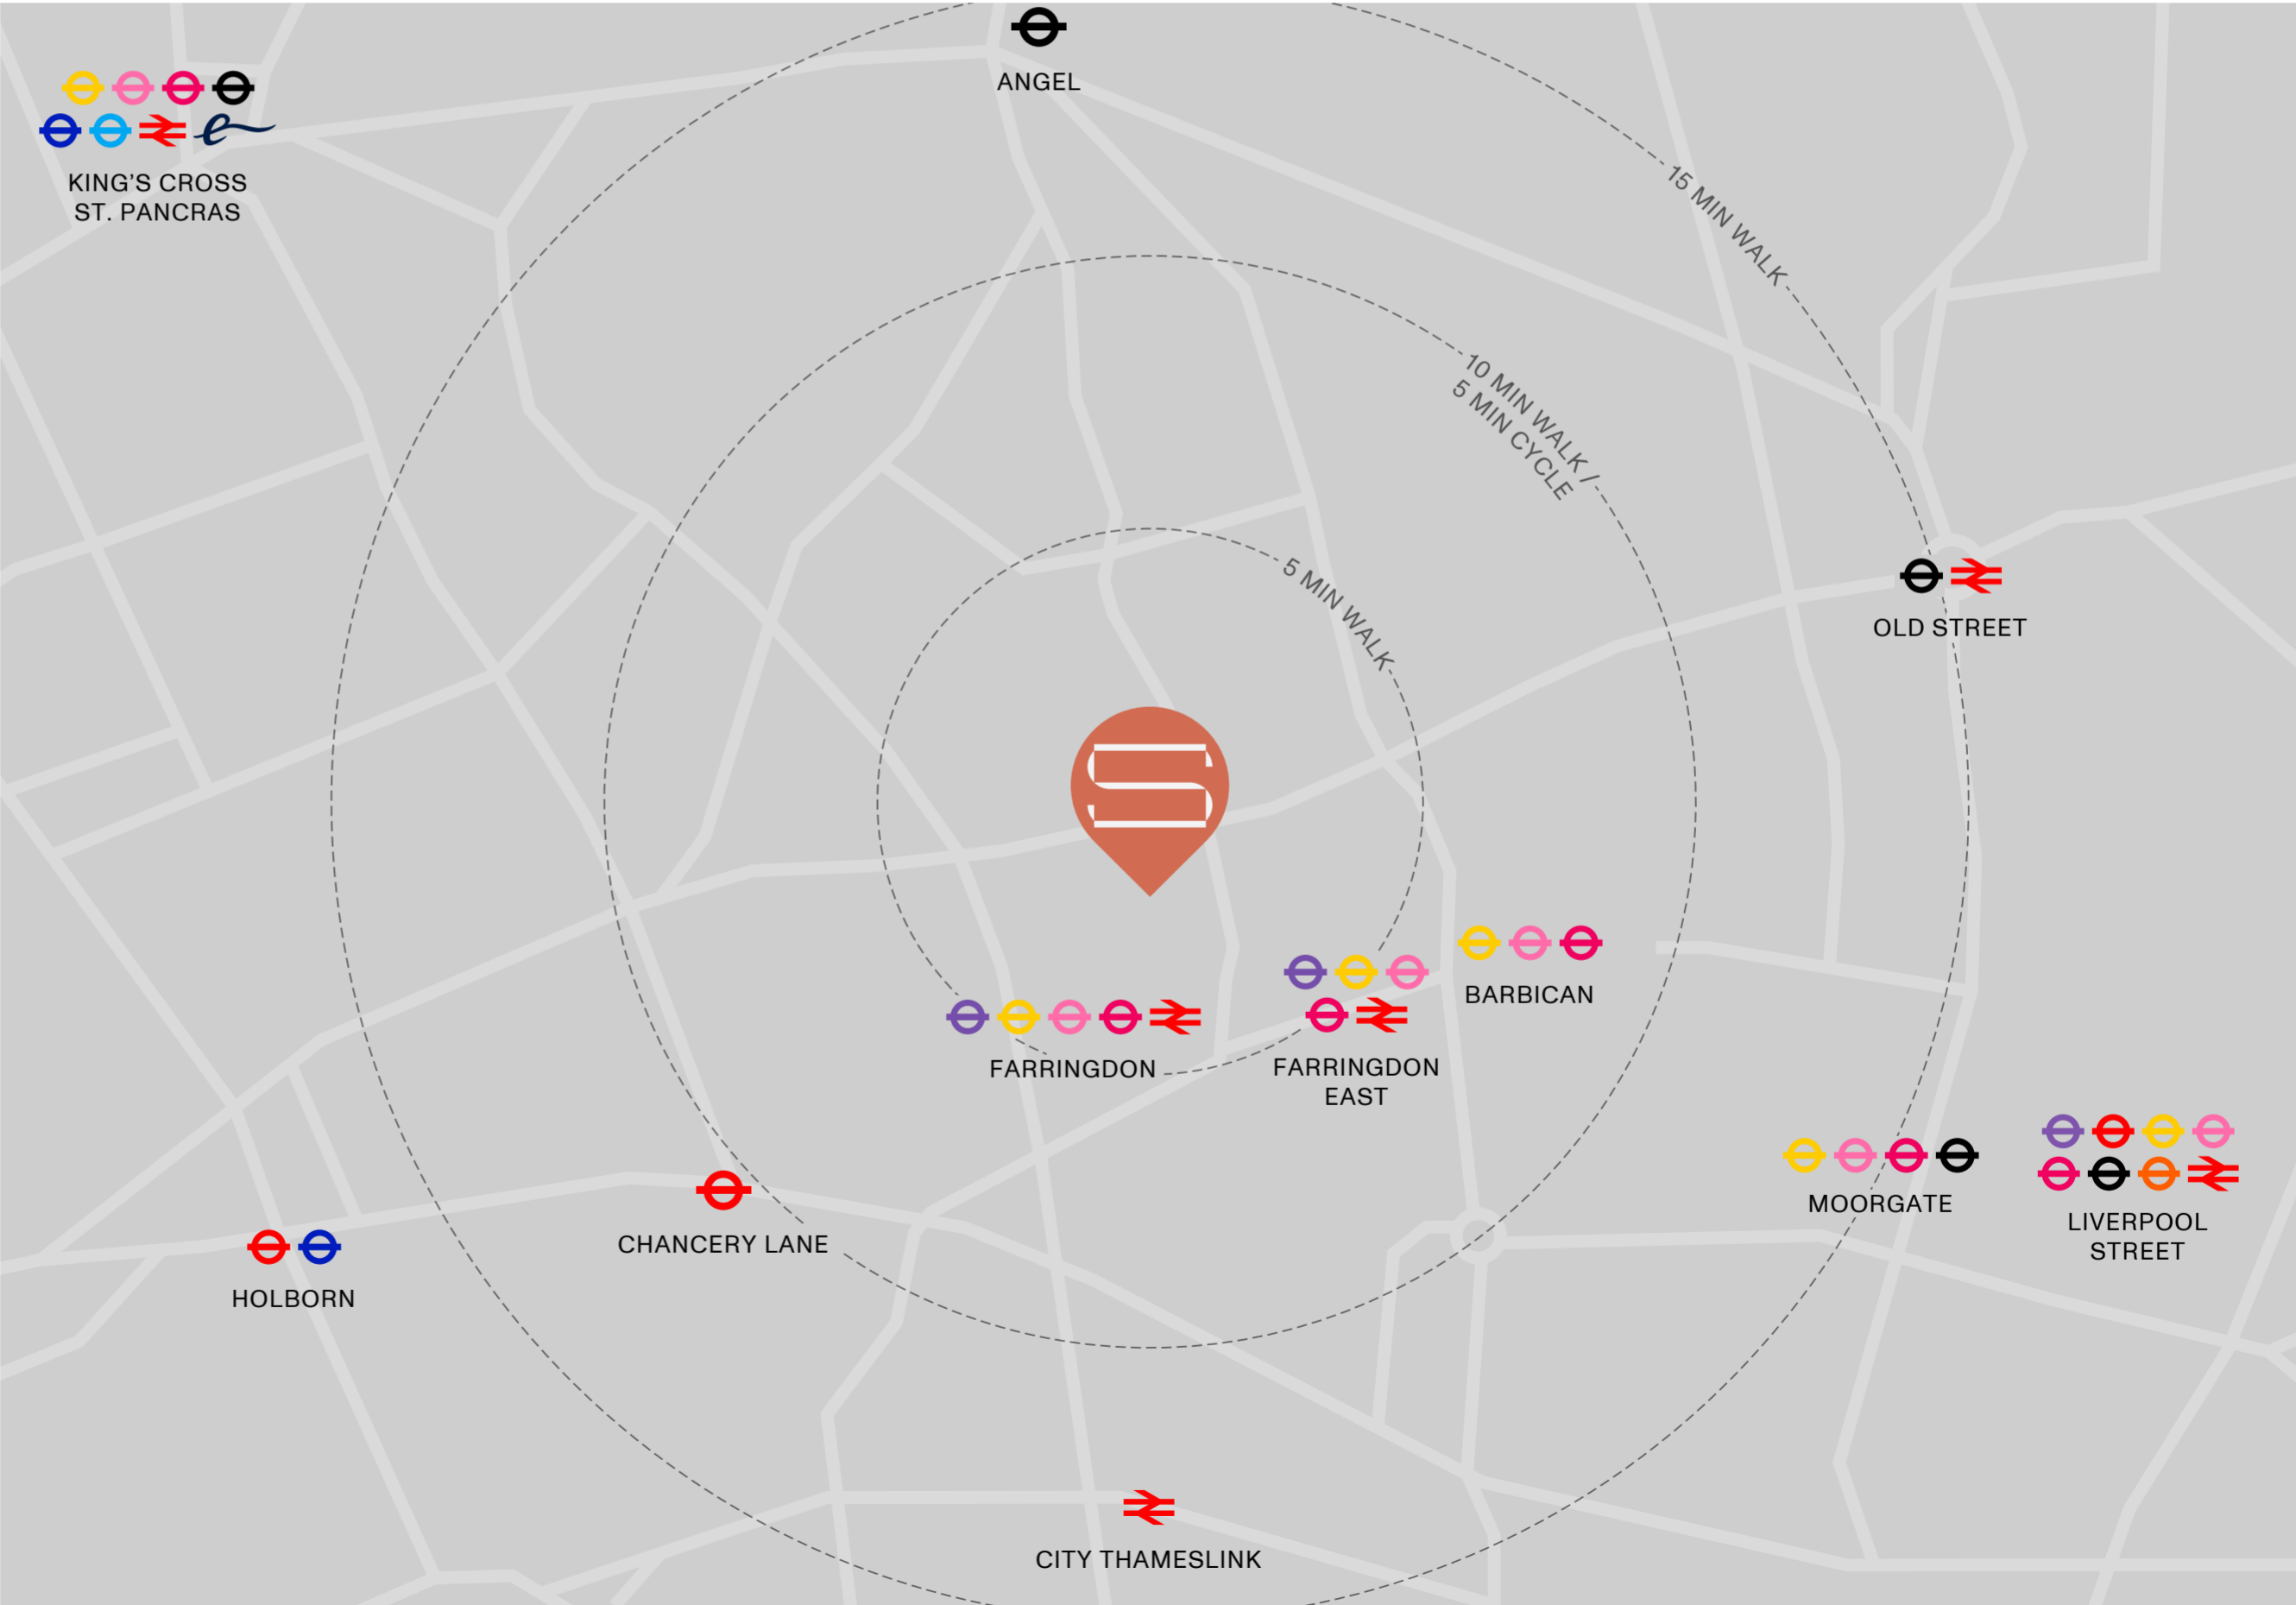 ANGEL
KING'S CROSS
ST. PANCRAS
15 MIN WALK
10 MIN WALK /
5 MIN CYCLE
5 MIN WALK
OLD STREET
S
BARBICAN
FARRINGDON
FARRINGDON
EAST
MOORGATE
LIVERPOOL
STREET
CHANCERY LANE
HOLBORN
CITY THAMESLINK